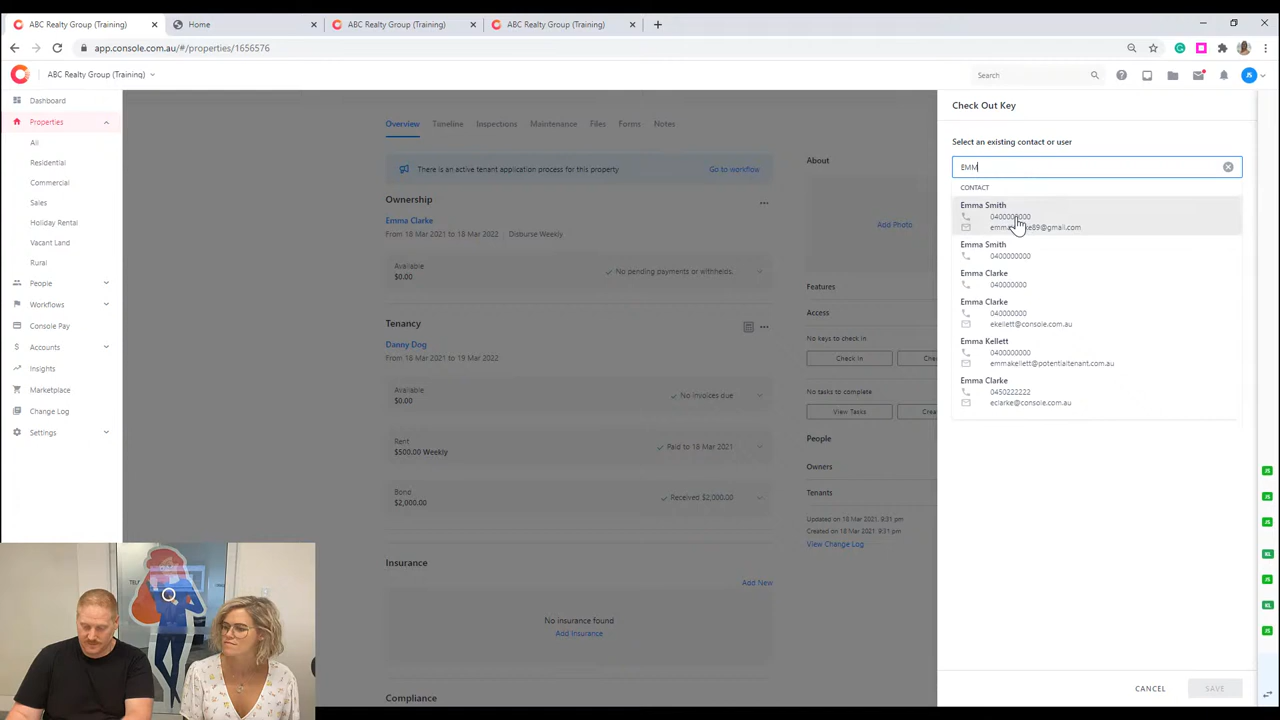 ABC Realty Group (Training)
Home
ABC Realty Group (Training)
ABC Realty Group (Training)
app.console.com.au/#/properties/1656576
ABC Realty Group (Training)
Search
JS
Dashboard
Properties
All
Residential
Commercial
Sales
Holiday Rental
Vacant Land
Rural
People
Workflows
Console Pay
Accounts
Insights
Marketplace
Change Log
Settings
Overview
Timeline
Inspections
Maintenance
Files
Forms
Notes
There is an active tenant application process for this property
Go to workflow
Ownership
Emma Clarke
From 18 Mar 2021 to 18 Mar 2022
Disburse Weekly
Available
$0.00
No pending payments or withholds.
Tenancy
Danny Dog
From 18 Mar 2021 to 19 Mar 2022
Available
$0.00
No invoices due
Rent
$500.00 Weekly
Paid to 18 Mar 2021
Bond
$2,000.00
Received $2,000.00
Insurance
Add New
No insurance found
Add Insurance
Compliance
About
Add Photo
Features
Access
No keys to check in
Check In
No tasks to complete
View Tasks
People
Owners
Tenants
Updated on 18 Mar 2021, 9:31 pm
Created on 18 Mar 2021, 9:31 pm
View Change Log
Check Out Key
Select an existing contact or user
EMM
CONTACT
Emma Smith
0400000000
Emma Smith
0400000000
Emma Clarke
040000000
Emma Clarke
040000000
ekellett@console.com.au
Emma Kellett
0400000000
emmakellett@potentialtenant.com.au
Emma Clarke
0450222222
eclarke@console.com.au
CANCEL
SAVE
JS
JS
JS
KL
JS
KL
JS